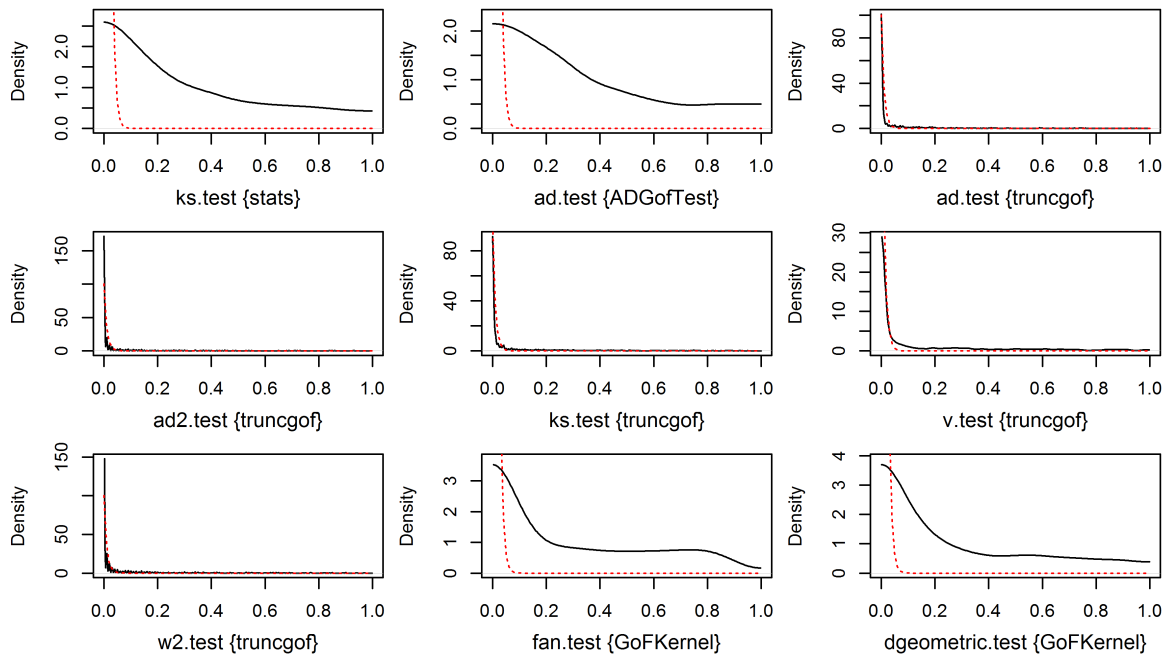 Density
0.0 1.0 2.0
0.0 0.2 0.4 0.6 0.8 1.0
ks.test {stats}
Density
0.0 1.0 2.0
0.0 0.2 0.4 0.6 0.8 1.0
ad.test {ADGofTest}
Density
0 40 80
0.0 0.2 0.4 0.6 0.8 1.0
ad.test {truncgof}
Density
0 50 150
0.0 0.2 0.4 0.6 0.8 1.0
ad2.test {truncgof}
Density
0 40 80
0.0 0.2 0.4 0.6 0.8 1.0
ks.test {truncgof}
Density
0 10 20 30
0.0 0.2 0.4 0.6 0.8 1.0
v.test {truncgof}
Density
0 50 150
0.0 0.2 0.4 0.6 0.8 1.0
w2.test {truncgof}
Density
0 1 2 3
0.0 0.2 0.4 0.6 0.8 1.0
fan.test {GoFKernel}
Density
0 1 2 3 4
0.0 0.2 0.4 0.6 0.8 1.0
dgeometric.test {GoFKernel}